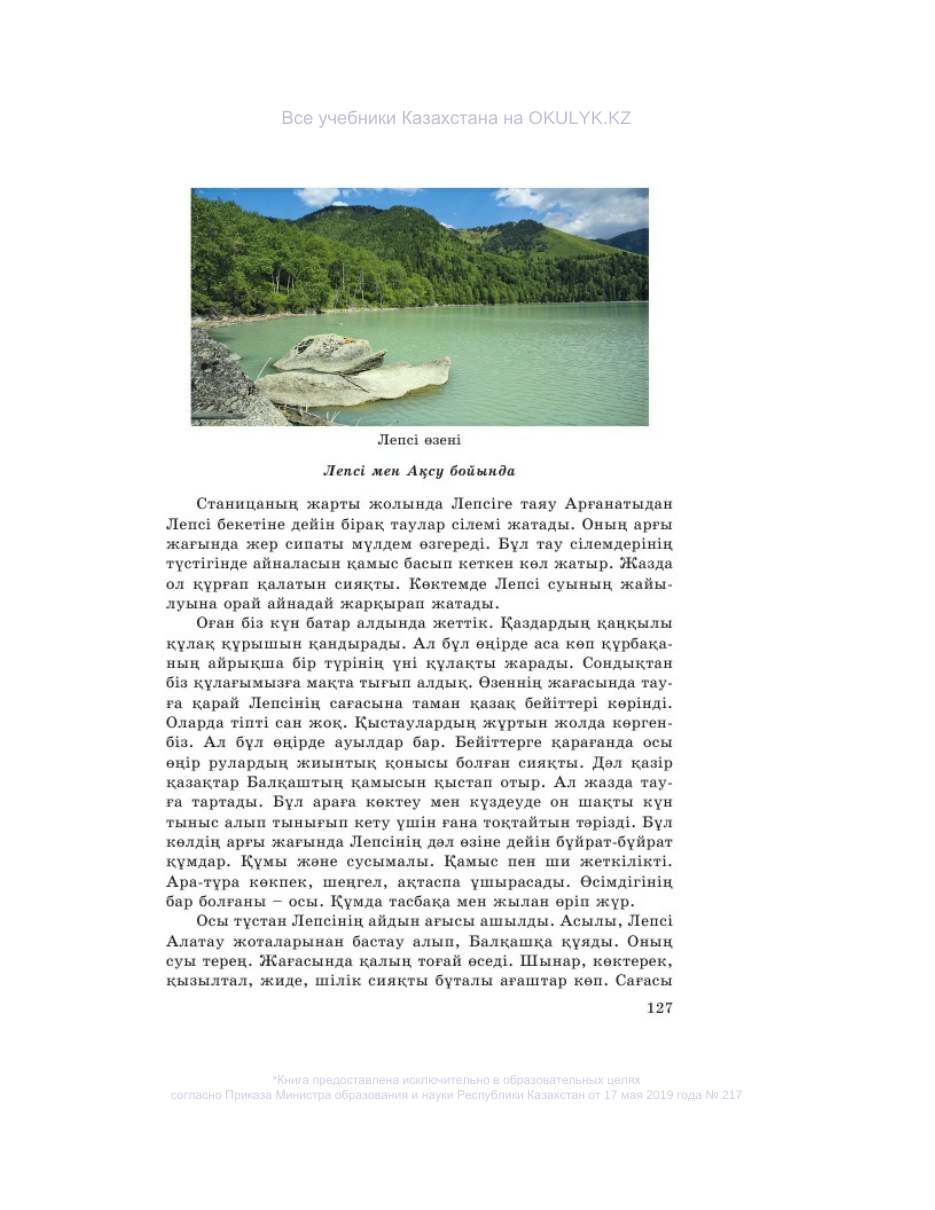 Все учебники Казахстана на OKULYK.KZ
Лепсі өзені
Лепсі мен Ақсу бойында
Станицаның жарты жолында Лепсіге таяу Арғанатыдан
Лепсі бекетіне дейін бірақ таулар сілемі жатады. Оның арғы
жағында жер сипаты мүлдем өзгереді. Бұл тау сілемдерінің
түстігінде айналасын қамыс басып кеткен көл жатыр. Жазда
ол құрғап қалатын сияқты. Көктемде Лепсі суының жайы-
луына орай айнадай жарқырап жатады.
Оған біз күн батар алдында жеттік. Қаздардың қаңқылы
құлақ құрышын қандырады. Ал бұл өңірде аса көп құрбақа-
ның айрықша бір түрінің үні құлақты жарады. Сондықтан
біз құлағымызға мақта тығып алдық. Өзеннің жағасында тау-
ға қарай Лепсінің сағасына таман қазақ бейіттері көрінді.
Оларда тіпті сан жоқ. Қыстаулардың жұртын жолда көрген-
біз. Ал бұл өңірде ауылдар бар. Бейіттерге қарағанда осы
өңір рулардың жиынтық қонысы болған сияқты. Дәл қазір
қазақтар Балқаштың қамысын қыстап отыр. Ал жазда тау-
ға тартады. Бұл араға көктеу мен күздеуде он шақты күн
тыныс алып тынығып кету үшін ғана тоқтайтын тәрізді. Бұл
көлдің арғы жағында Лепсінің дәл өзіне дейін бұйрат-бұйрат
құмдар. Құмы және сусымалы. Қамыс пен ши жеткілікті.
Ара-тұра көкпек, шеңгел, ақтаспа ұшырасады. Өсімдігінің
бар болғаны – осы. Құмда тасбақа мен жылан өріп жүр.
Осы тұстан Лепсінің айдын ағысы ашылды. Асылы, Лепсі
Алатау жоталарынан бастау алып, Балқашқа құяды. Оның
суы терең. Жағасында қалың тоғай өседі. Шынар, көктерек,
қызылтал, жиде, шілік сияқты бұталы ағаштар көп. Сағасы
127
*Книга предоставлена исключительно в образовательных целях
согласно Приказа Министра образования и науки Республики Казахстан от 17 мая 2019 года № 217